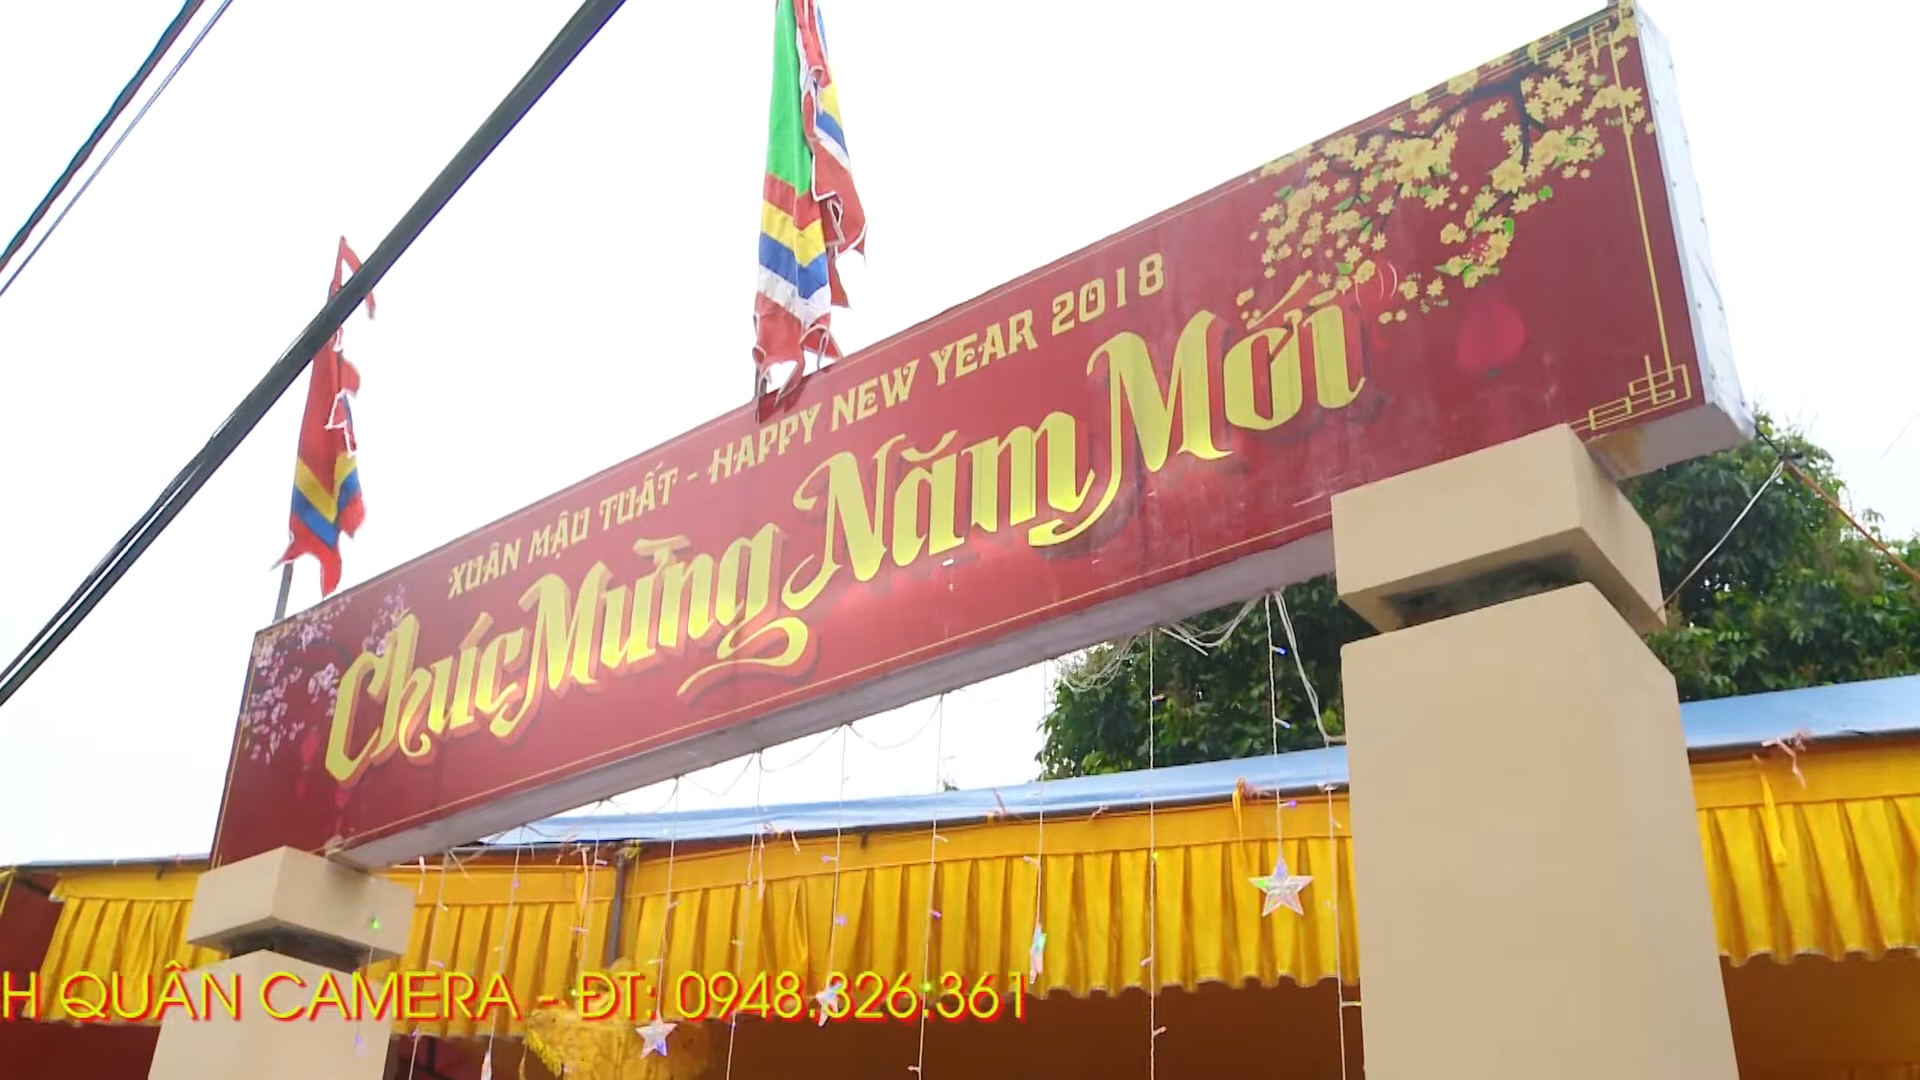 XUÂN MẬU TUẤT - HAPPY NEW YEAR 2018
Chúc Mừng Năm Mới
H QUÂN CAMERA - ĐT: 0948.326.361